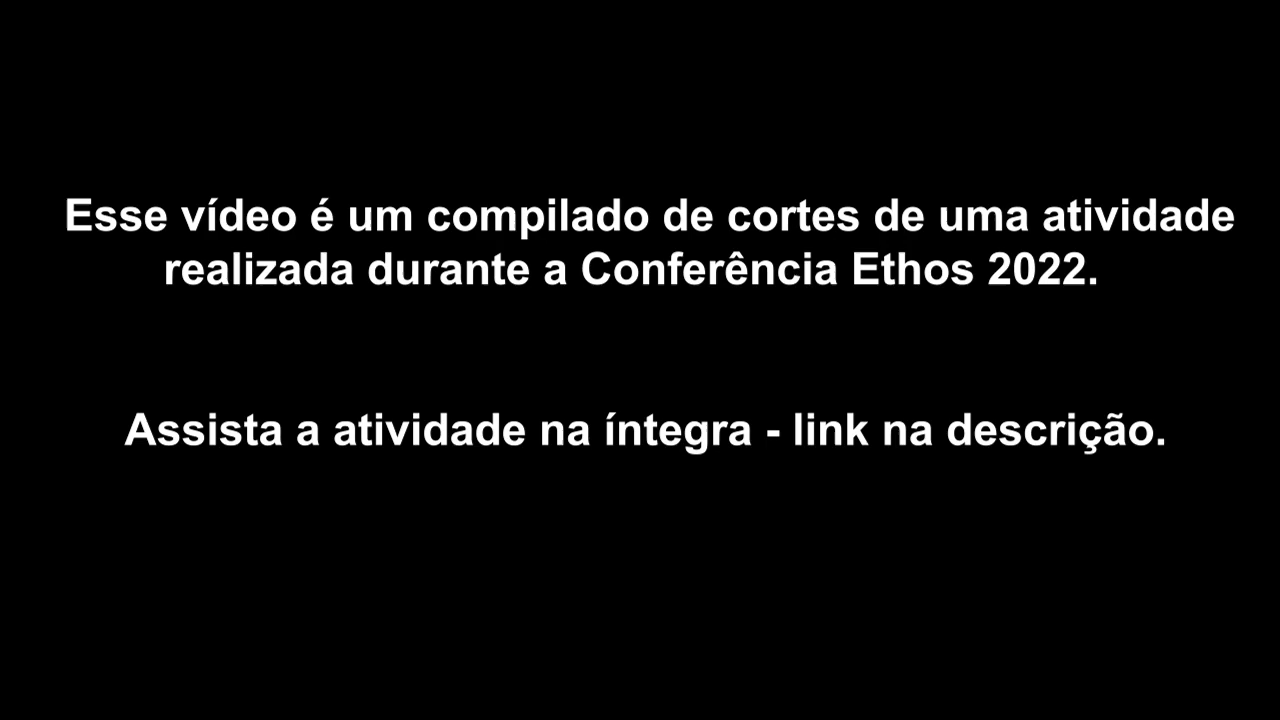 Esse vídeo é um compilado de cortes de uma atividade
realizada durante a Conferência Ethos 2022.
Assista a atividade na íntegra - link na descrição.